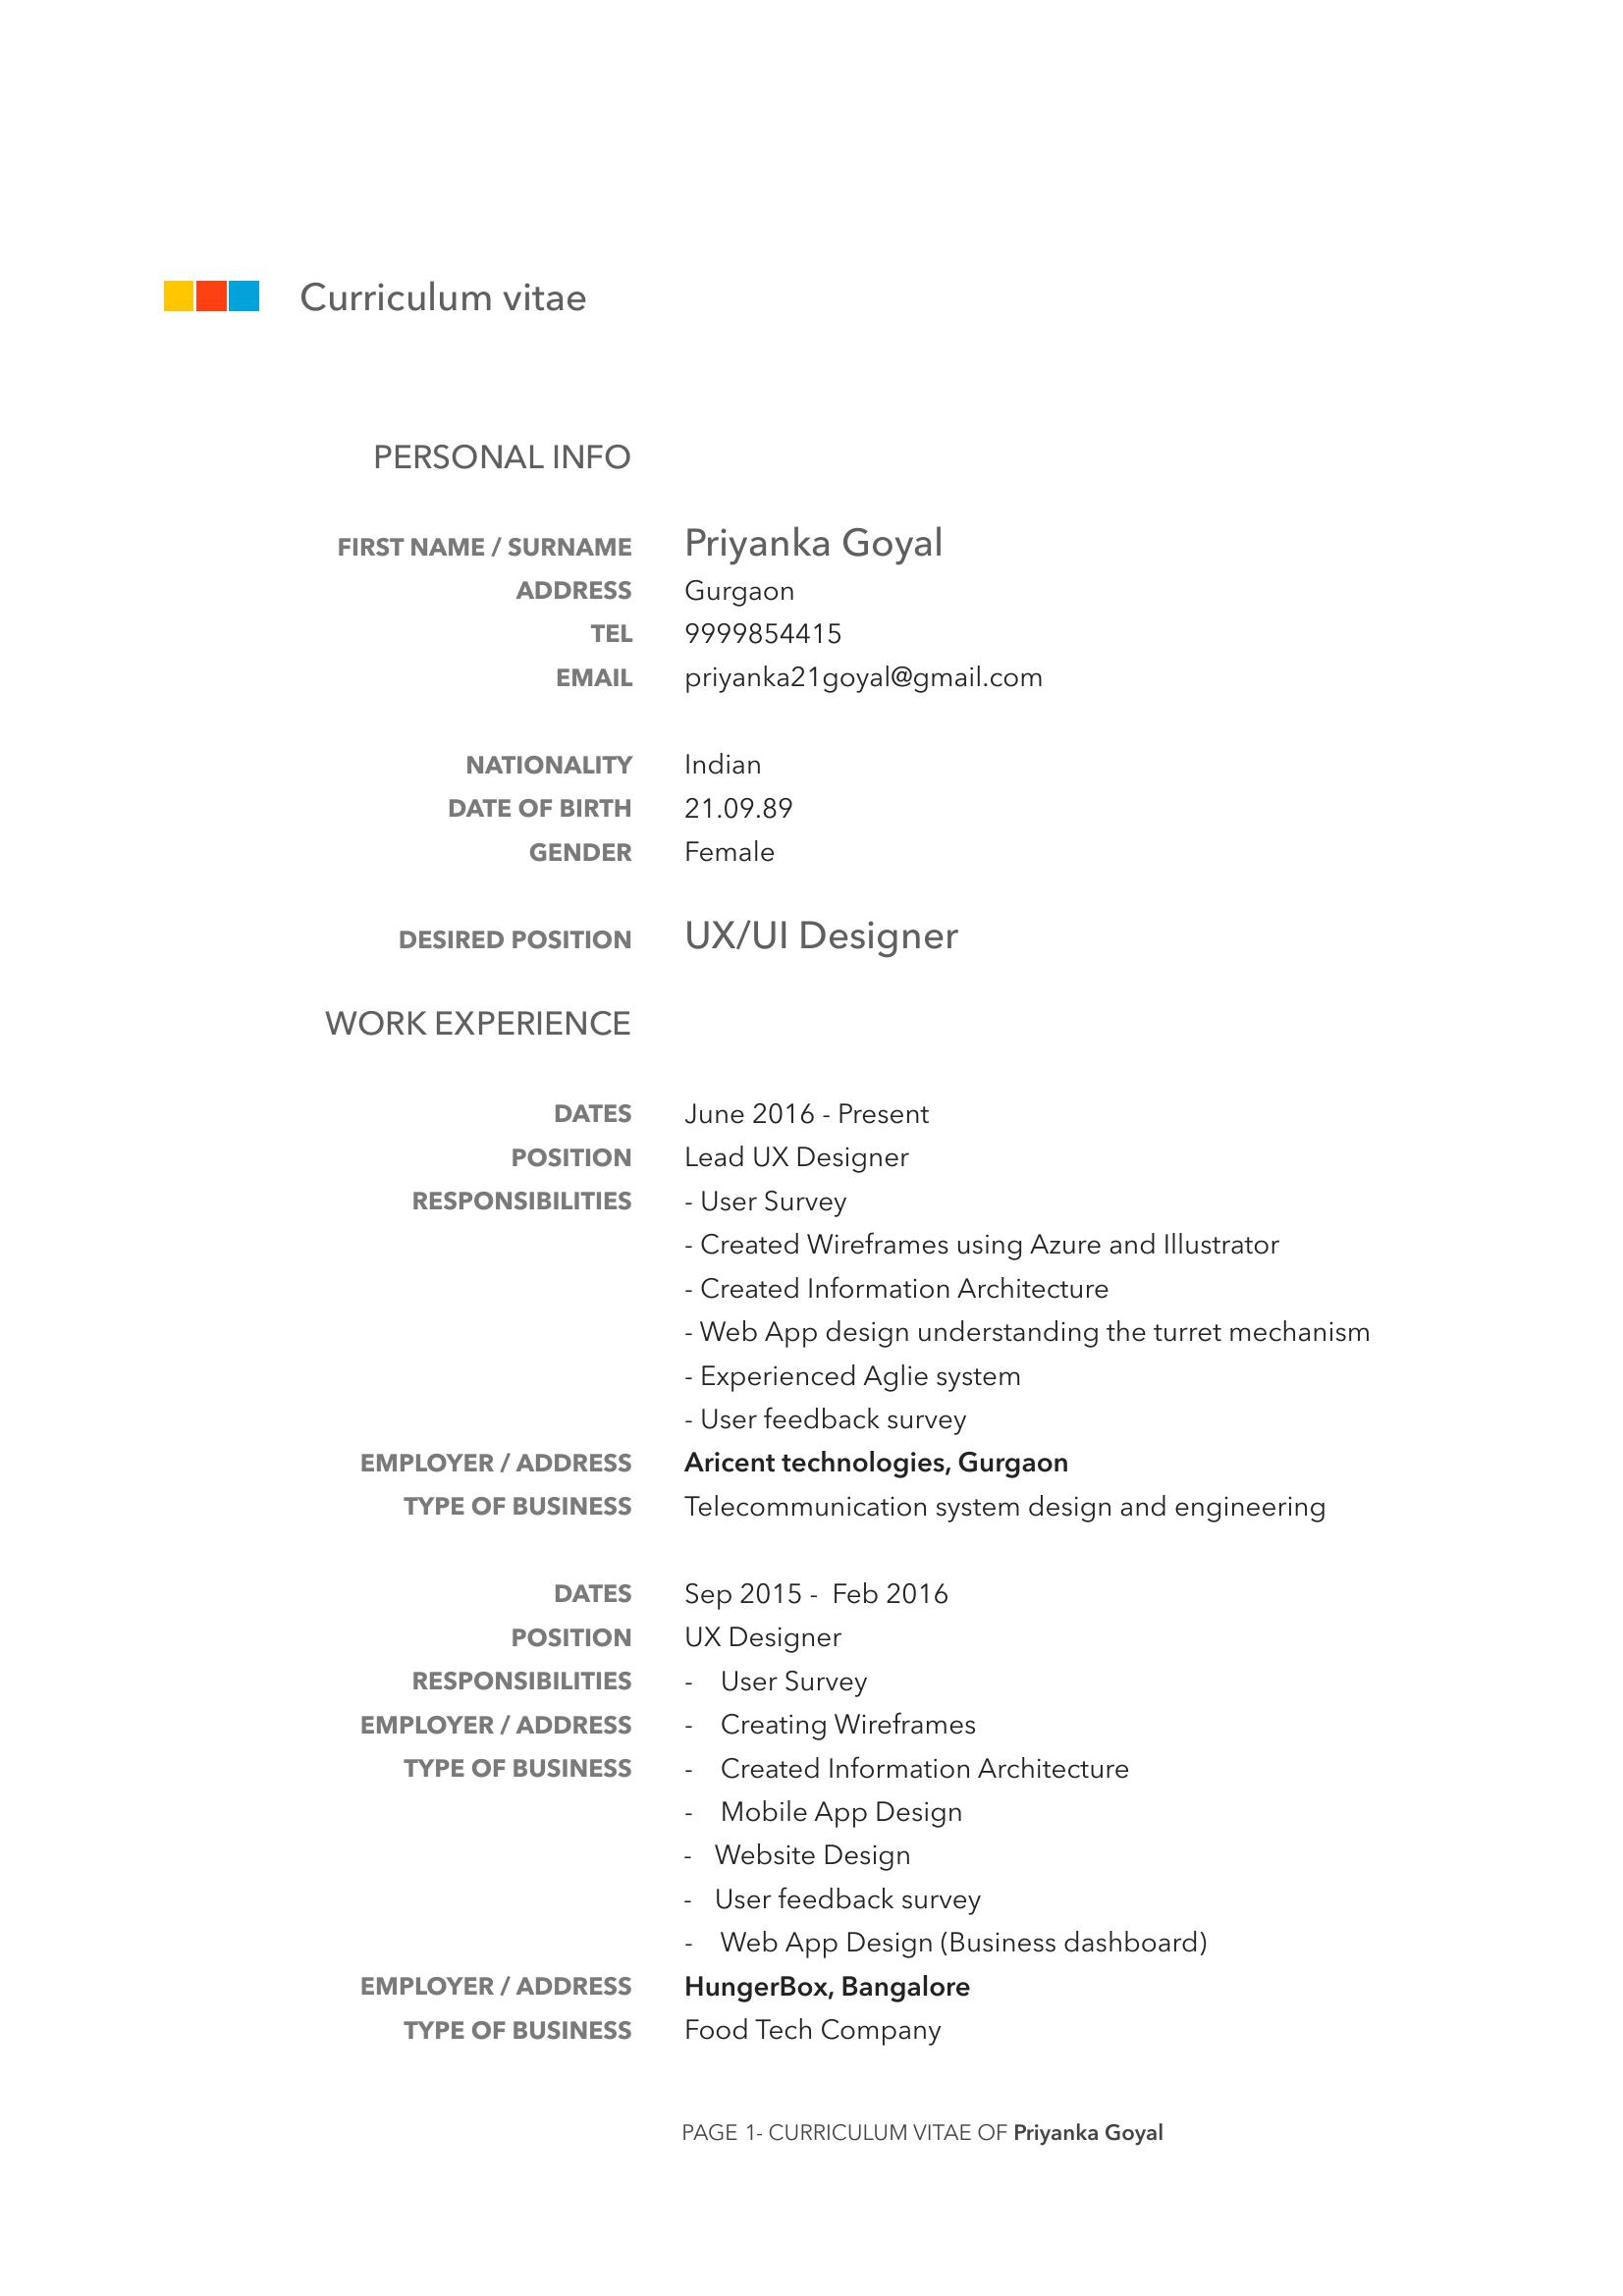 Curriculum vitae
PERSONAL INFO
FIRST NAME / SURNAME Priyanka Goyal
ADDRESS Gurgaon
TEL 9999854415
EMAIL priyanka21goyal@gmail.com
NATIONALITY Indian
DATE OF BIRTH 21.09.89
GENDER Female
DESIRED POSITION UX/UI Designer
WORK EXPERIENCE
DATES June 2016 - Present
POSITION Lead UX Designer
RESPONSIBILITIES - User Survey
- Created Wireframes using Azure and Illustrator
- Created Information Architecture
- Web App design understanding the turret mechanism
- Experienced Aglie system
- User feedback survey
EMPLOYER / ADDRESS Aricent technologies, Gurgaon
TYPE OF BUSINESS Telecommunication system design and engineering
DATES Sep 2015 - Feb 2016
POSITION UX Designer
RESPONSIBILITIES - User Survey
EMPLOYER / ADDRESS - Creating Wireframes
TYPE OF BUSINESS - Created Information Architecture
- Mobile App Design
- Website Design
- User feedback survey
- Web App Design (Business dashboard)
EMPLOYER / ADDRESS HungerBox, Bangalore
TYPE OF BUSINESS Food Tech Company
PAGE 1- CURRICULUM VITAE OF Priyanka Goyal